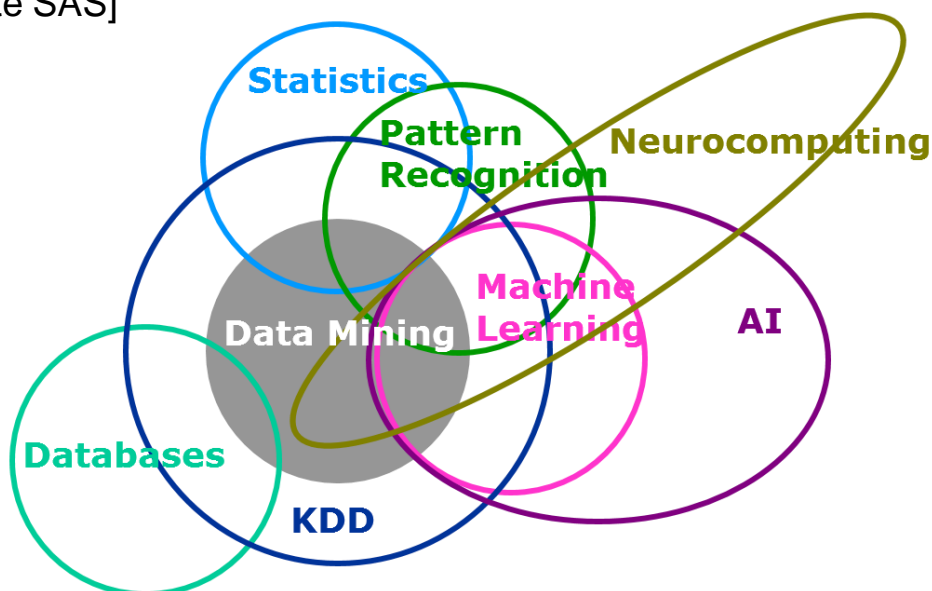 SAS]
Statistics
Pattern
Recognition
Neurocomputing
Machine
Learning
AI
Data Mining
Databases
KDD